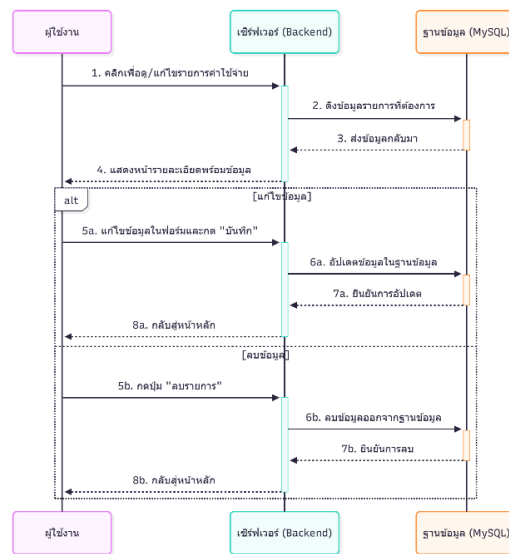 ผู้ใช้งาน
เซิร์ฟเวอร์ (Backend)
ฐานข้อมูล (MySQL)
1. คลิกเพื่อดู/แก้ไขรายการค่าใช้จ่าย
2. ดึงข้อมูลรายการที่ต้องการ
3. ส่งข้อมูลกลับมา
4. แสดงหน้ารายละเอียดพร้อมข้อมูล
alt
[แก้ไขข้อมูล]
5a. แก้ไขข้อมูลในฟอร์มและกด "บันทึก"
6a. อัปเดตข้อมูลในฐานข้อมูล
7a. ยืนยันการอัปเดต
8a. กลับสู่หน้าหลัก
[ลบข้อมูล]
5b. กดปุ่ม "ลบรายการ"
6b. ลบข้อมูลออกจากฐานข้อมูล
7b. ยืนยันการลบ
8b. กลับสู่หน้าหลัก
ผู้ใช้งาน
เซิร์ฟเวอร์ (Backend)
ฐานข้อมูล (MySQL)